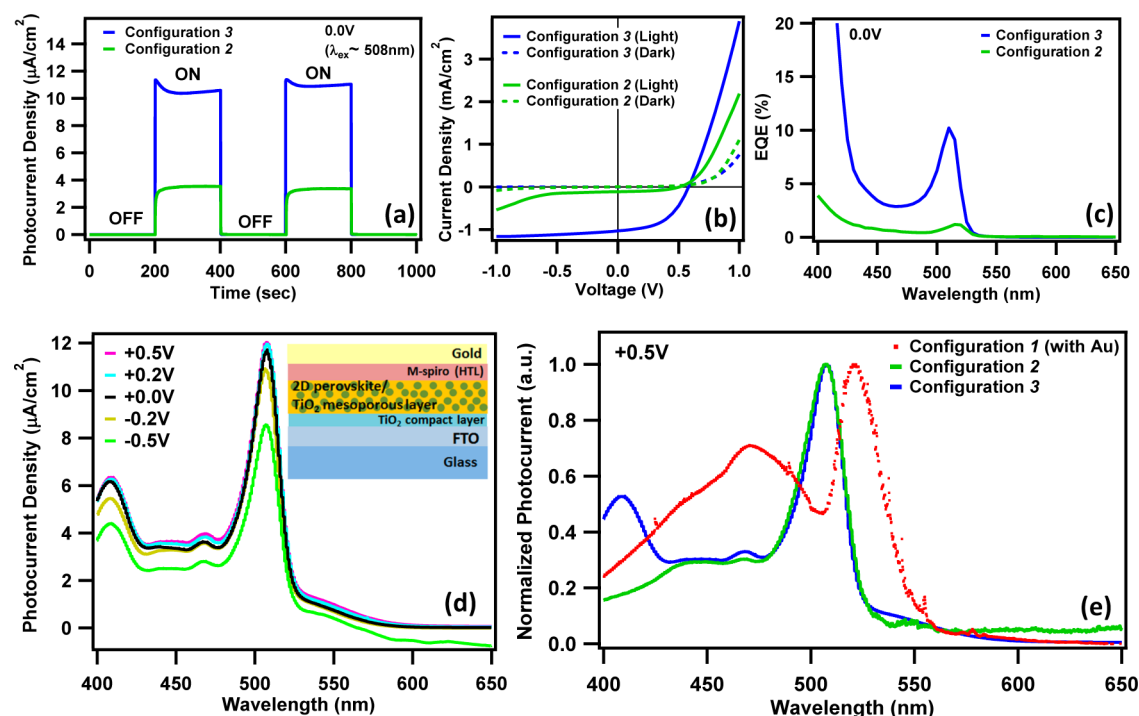 Photocurrent Density (µA/cm²)
14
12
10
8
6
4
2
0
Configuration 3
Configuration 2
0.0V
(λex~ 508nm)
ON
ON
OFF
OFF
(a)
0
200
400
600
800
1000
Time (sec)
Current Density (mA/cm²)
3
2
1
0
-1
Configuration 3 (Light)
Configuration 3 (Dark)
Configuration 2 (Light)
Configuration 2 (Dark)
(b)
-1.0
-0.5
0.0
0.5
1.0
Voltage (V)
EQE (%)
20
15
10
5
0
0.0V
Configuration 3
Configuration 2
(c)
400
450
500
550
600
650
Wavelength (nm)
Photocurrent Density (µA/cm²)
12
10
8
6
4
2
0
+0.5V
+0.2V
+0.0V
-0.2V
-0.5V
Gold
M-spiro (HTL)
2D perovskite/
TiO₂ mesoporous layer
TiO₂ compact layer
FTO
Glass
(d)
400
450
500
550
600
650
Wavelength (nm)
Normalized Photocurrent (a.u.)
1.0
0.8
0.6
0.4
0.2
0.0
+0.5V
Configuration 1 (with Au)
Configuration 2
Configuration 3
(e)
400
450
500
550
600
650
Wavelength (nm)